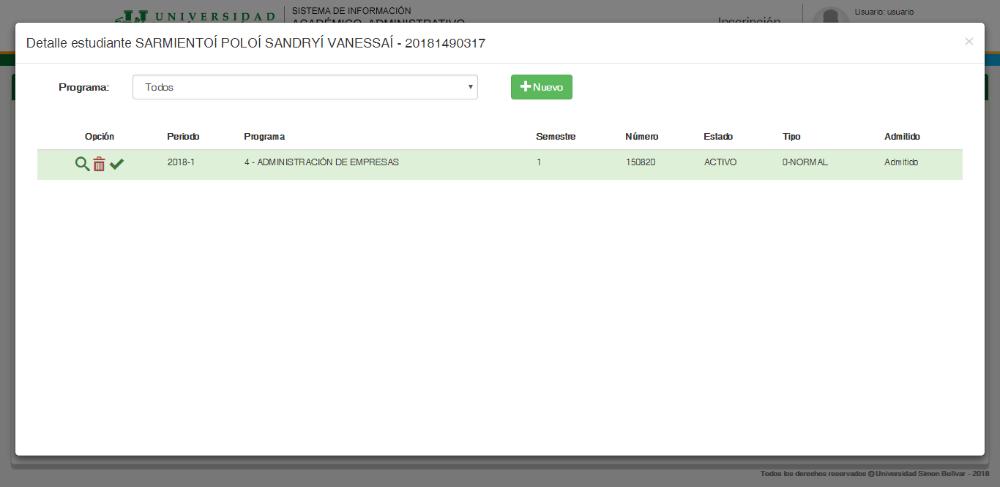 UNIVERSIDAD
SISTEMA DE INFORMACIÓN
ACADÉMICO ADMINISTRATIVO
Inscripción
Usuario: usuario
Detalle estudiante SARMIENTOÍ POLOÍ SANDRYÍ VANESSAÍ - 20181490317
×
Programa: Todos Nuevo
Opción Periodo Programa Semestre Número Estado Tipo Admitido
2018-1 4 - ADMINISTRACIÓN DE EMPRESAS 1 150820 ACTIVO 0-NORMAL Admitido
Todos los derechos reservados @ Universidad Simon Bolivar - 2018